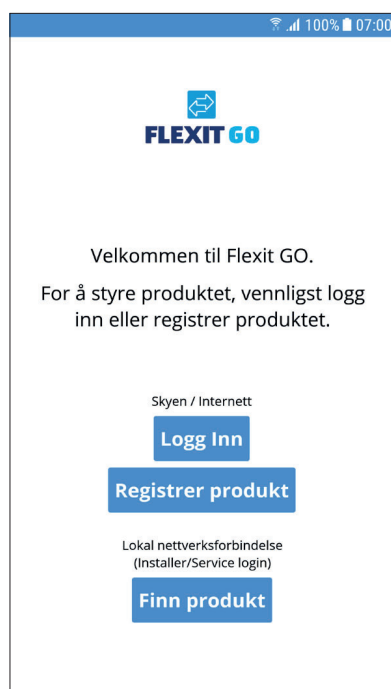 100% 07:00
FLEXIT GO
Velkommen til Flexit GO.
For å styre produktet, vennligst logg
inn eller registrer produktet.
Skyen / Internett
Logg Inn
Registrer produkt
Lokal nettverksforbindelse
(Installer/Service login)
Finn produkt